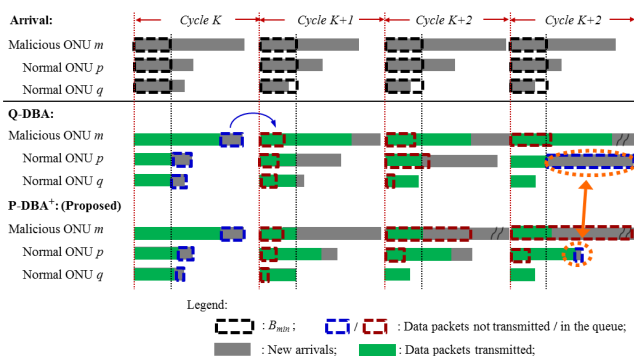 Arrival: Cycle K Cycle K+1 Cycle K+2 Cycle K+2
Malicious ONU m
Normal ONU p
Normal ONU q
Q-DBA:
Malicious ONU m
Normal ONU p
Normal ONU q
P-DBA+: (Proposed)
Malicious ONU m
Normal ONU p
Normal ONU q
Legend:
: Bmin; / : Data packets not transmitted / in the queue;
: New arrivals; : Data packets transmitted;